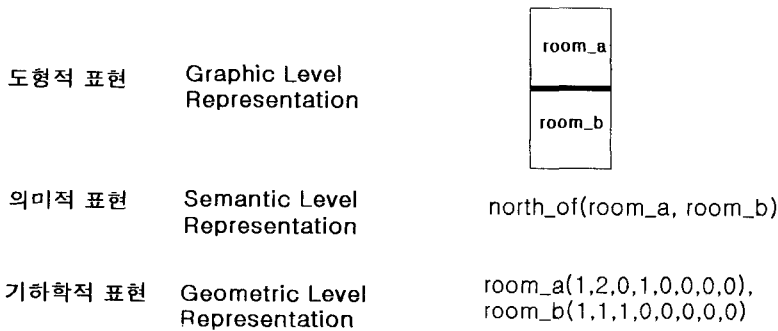 room_a
도형적 표현 Graphic Level
Representation
room_b
의미적 표현 Semantic Level
Representation
north_of(room_a, room_b)
기하학적 표현 Geometric Level
Representation
room_a(1,2,0,1,0,0,0,0),
room_b(1,1,1,0,0,0,0,0)